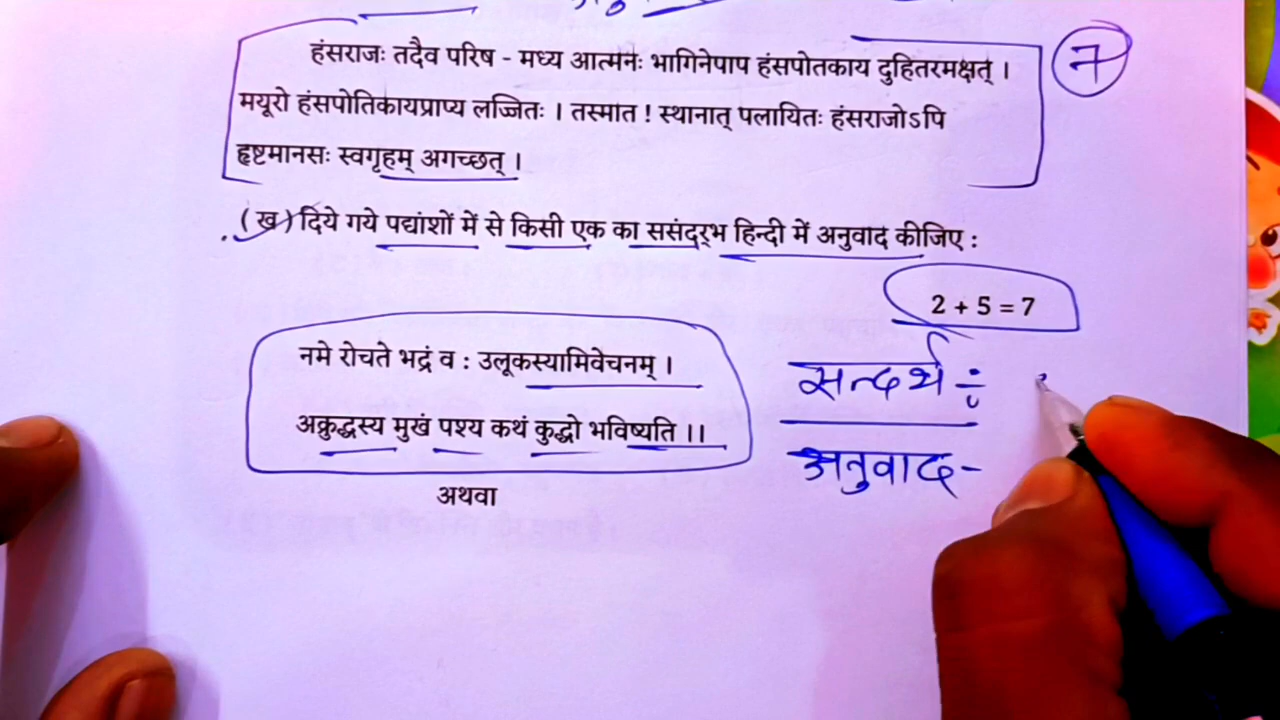 हंसराजः तदैव परिष - मध्य आत्मनः भागिनेपाप हंसपोतकाय दुहितरमक्षत् ।
मयूरो हंसपोतिकायप्राप्य लज्जितः । तस्मात ! स्थानात् पलायितः हंसराजोऽपि
हृष्टमानसः स्वगृहम् अगच्छत् ।
7
(ख) दिये गये पद्यांशों में से किसी एक का ससंदर्भ हिन्दी में अनुवाद कीजिए :
2 + 5 = 7
नमे रोचते भद्रं व : उलूकस्यामिवेचनम् ।
अक्रुद्धस्य मुखं पश्य कथं कुद्धो भविष्यति ।।
अथवा
सन्दर्भ ÷
अनुवाद-